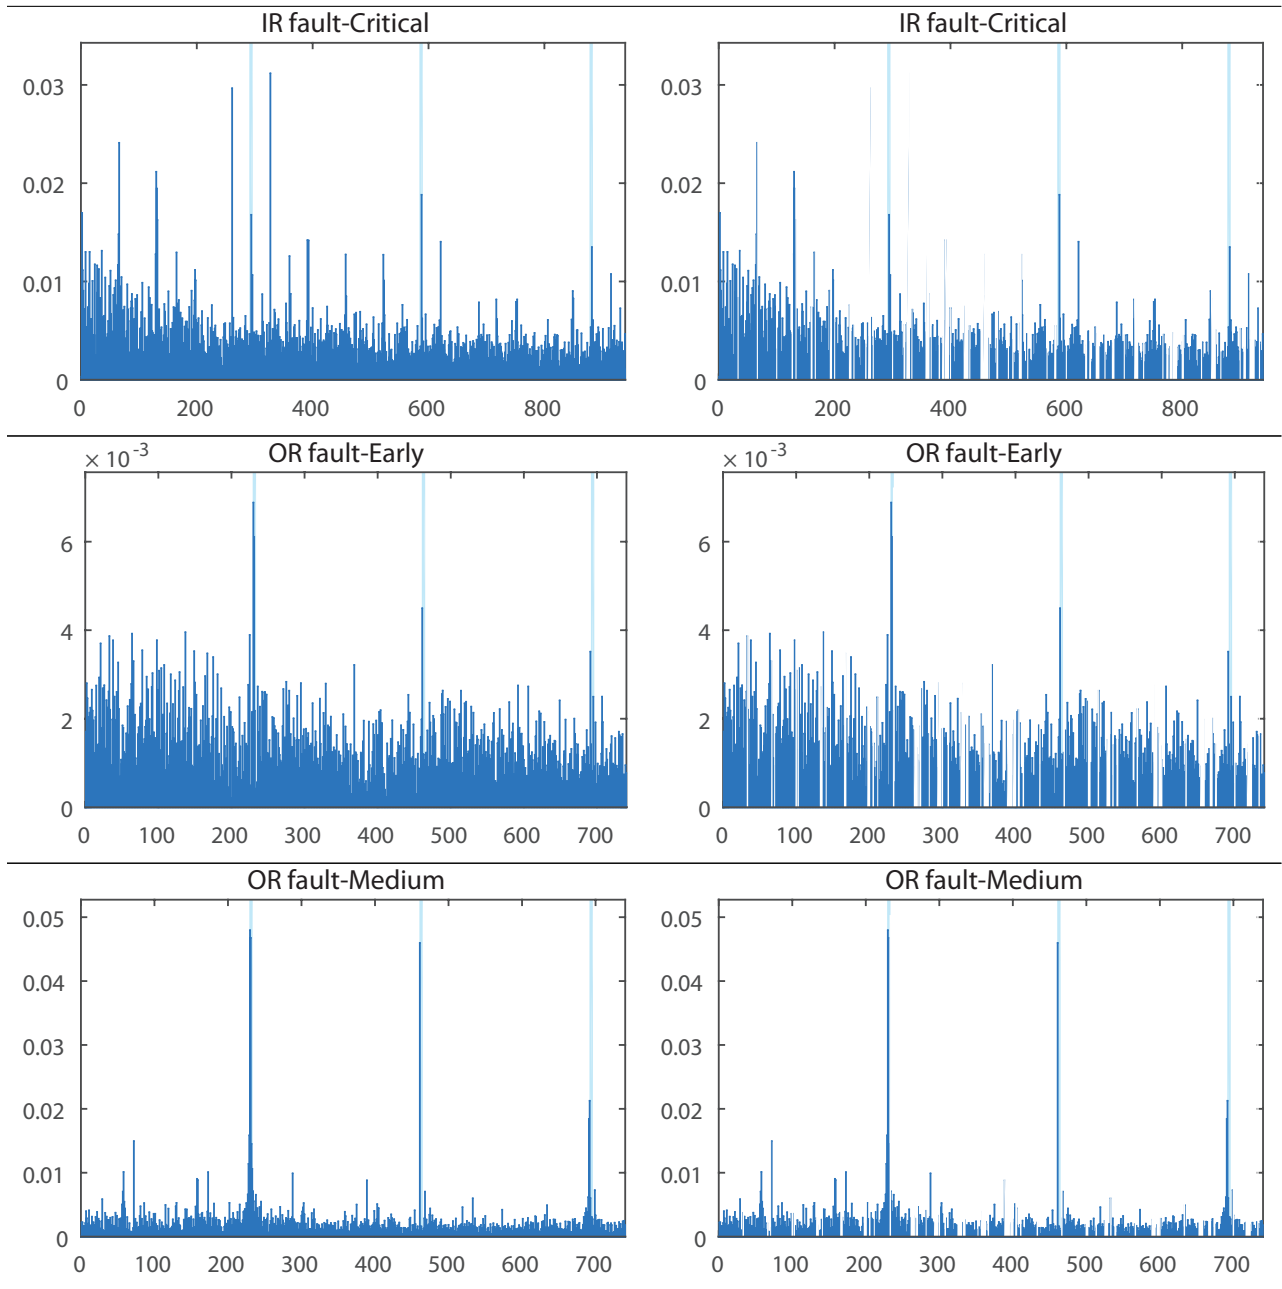 IR fault-Critical IR fault-Critical
0.03 0.03
0.02 0.02
0.01 0.01
0 0
0 200 400 600 800 0 200 400 600 800
× 10⁻³ OR fault-Early × 10⁻³ OR fault-Early
6 6
4 4
2 2
0 0
0 100 200 300 400 500 600 700 0 100 200 300 400 500 600 700
OR fault-Medium OR fault-Medium
0.05 0.05
0.04 0.04
0.03 0.03
0.02 0.02
0.01 0.01
0 0
0 100 200 300 400 500 600 700 0 100 200 300 400 500 600 700